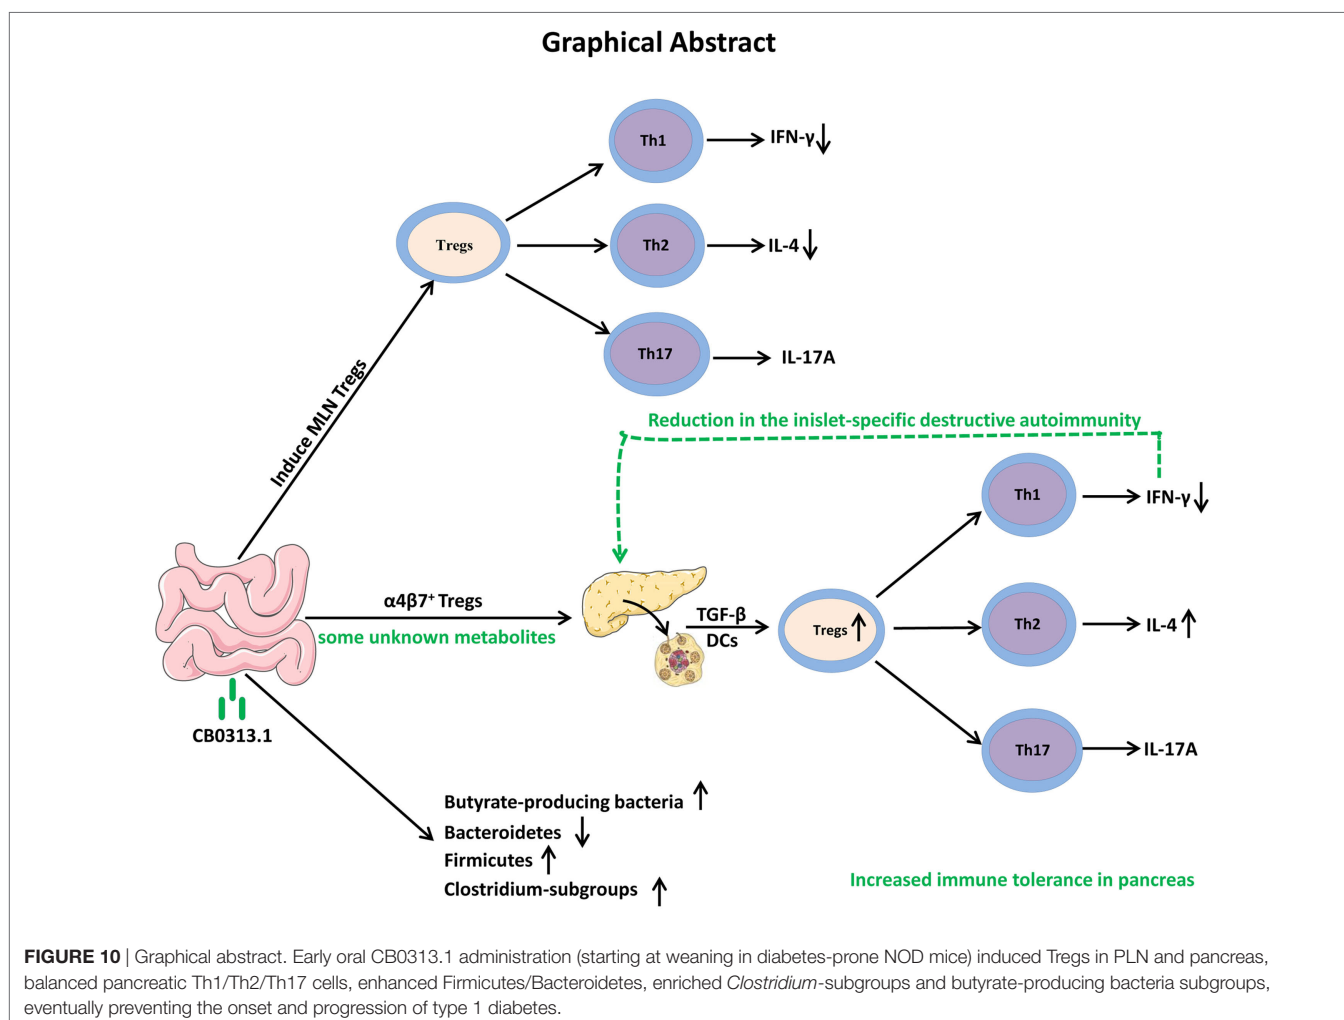 Graphical Abstract
Th1
IFN-γ
Tregs
Th2
IL-4
Th17
IL-17A
Induce MLN Tregs
Reduction in the inislet-specific destructive autoimmunity
Th1
IFN-γ
α4β7+ Tregs
some unknown metabolites
TGF-β
DCs
Tregs
Th2
IL-4
CB0313.1
Th17
IL-17A
Butyrate-producing bacteria
Bacteroidetes
Firmicutes
Clostridium-subgroups
Increased immune tolerance in pancreas
FIGURE 10 | Graphical abstract. Early oral CB0313.1 administration (starting at weaning in diabetes-prone NOD mice) induced Tregs in PLN and pancreas,
balanced pancreatic Th1/Th2/Th17 cells, enhanced Firmicutes/Bacteroidetes, enriched Clostridium-subgroups and butyrate-producing bacteria subgroups,
eventually preventing the onset and progression of type 1 diabetes.